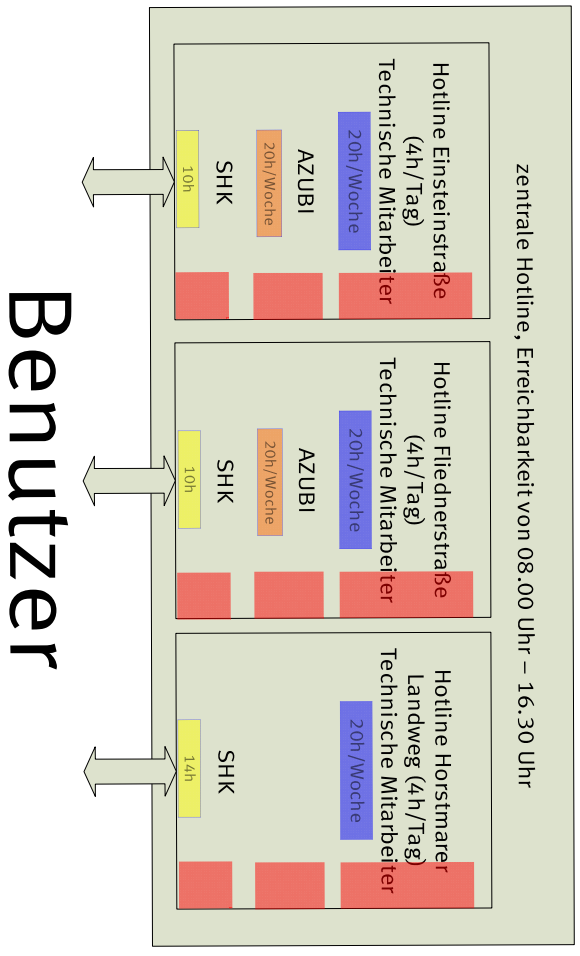 zentrale Hotline, Erreichbarkeit von 08.00 Uhr – 16.30 Uhr
Hotline Einsteinstraße
(4h/Tag)
Technische Mitarbeiter
20h/Woche
AZUBI
20h/Woche
SHK
10h
Hotline Fliednerstraße
(4h/Tag)
Technische Mitarbeiter
20h/Woche
AZUBI
20h/Woche
SHK
10h
Hotline Horstmarer
Landweg (4h/Tag)
Technische Mitarbeiter
20h/Woche
SHK
14h
Benutzer